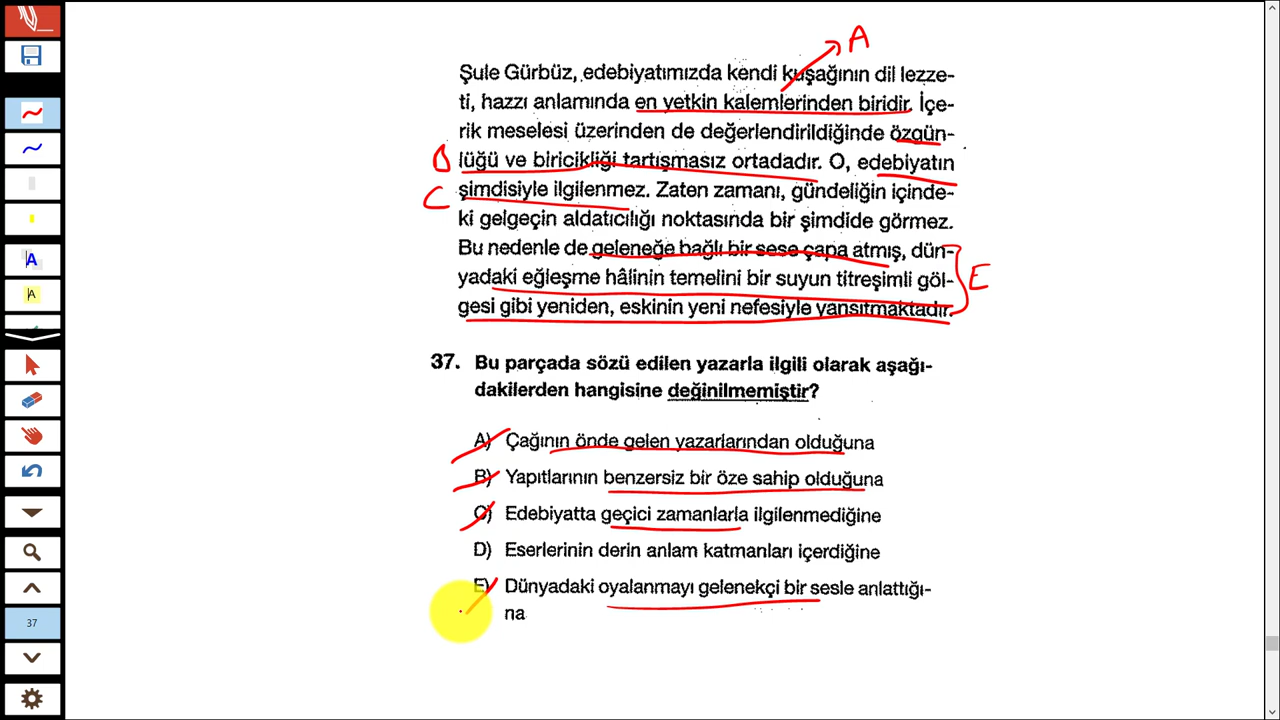 A
Şule Gürbüz, edebiyatımızda kendi kuşağının dil lezze-
ti, hazzı anlamında en yetkin kalemlerinden biridir. İçe-
rik meselesi üzerinden de değerlendirildiğinde özgün-
B lüğü ve biricikliği tartışmasız ortadadır. O, edebiyatın
C şimdisiyle ilgilenmez. Zaten zamanı, gündeliğin içinde-
ki gelgeçin aldatıcılığı noktasında bir şimdide görmez.
Bu nedenle de geleneğe bağlı bir sese çapa atmış, dün-
yadaki eğleşme hâlinin temelini bir suyun titreşimli göl- E
gesi gibi yeniden, eskinin yeni nefesiyle yansıtmaktadır.
37. Bu parçada sözü edilen yazarla ilgili olarak aşağı-
dakilerden hangisine değinilmemiştir?
A) Çağının önde gelen yazarlarından olduğuna
B) Yapıtlarının benzersiz bir öze sahip olduğuna
C) Edebiyatta geçici zamanlarla ilgilenmediğine
D) Eserlerinin derin anlam katmanları içerdiğine
E) Dünyadaki oyalanmayı gelenekçi bir sesle anlattığı-
na
A
A
37